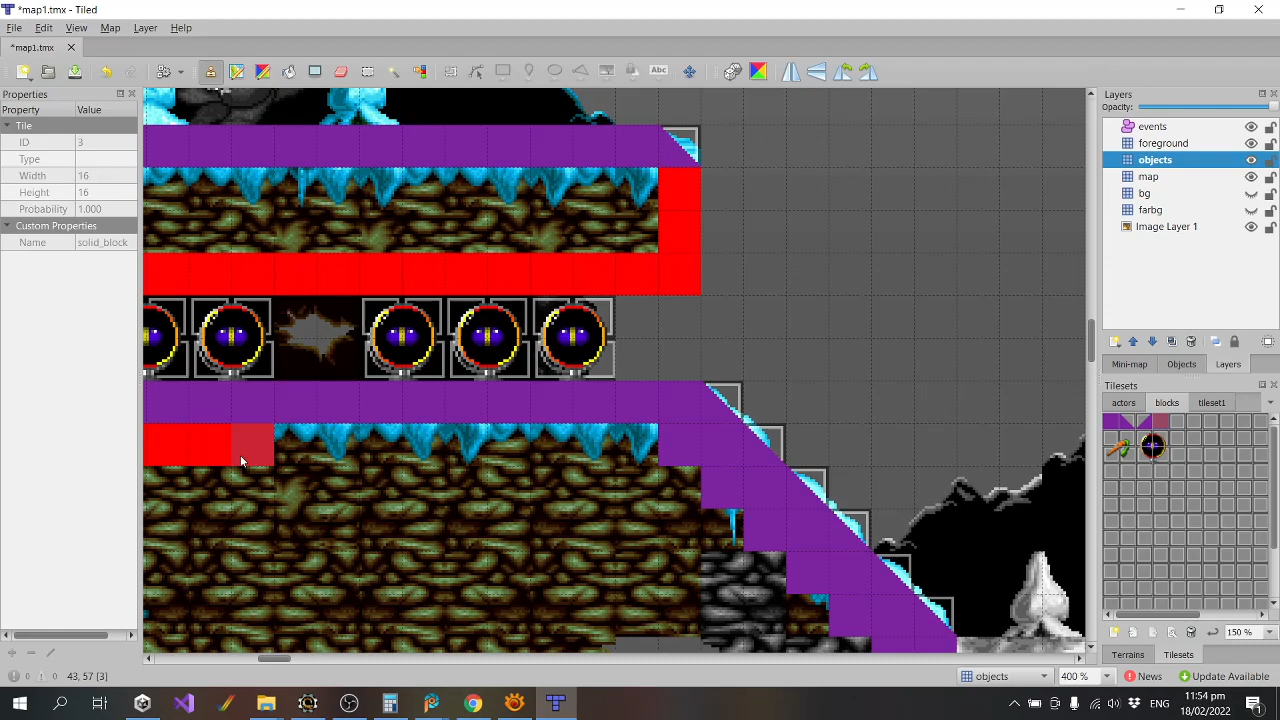 *map1.tmx - Tiled
File Edit View Map Layer Help
*map1.tmx
Abc
Properties
Property Value
Tile
ID 3
Type
Width 16
Height 16
Probability 1.000
Custom Properties
Name solid_block
Layers
Opacity:
events
foreground
objects
map
bg
farbg
Image Layer 1
Mini-map Objects Layers
Tilesets
actors blocks tileset1
150 %
Terrains Tilesets
0 0 43, 57 (3)
objects 400 % News Update Available
11:54 pm
18/02/2022